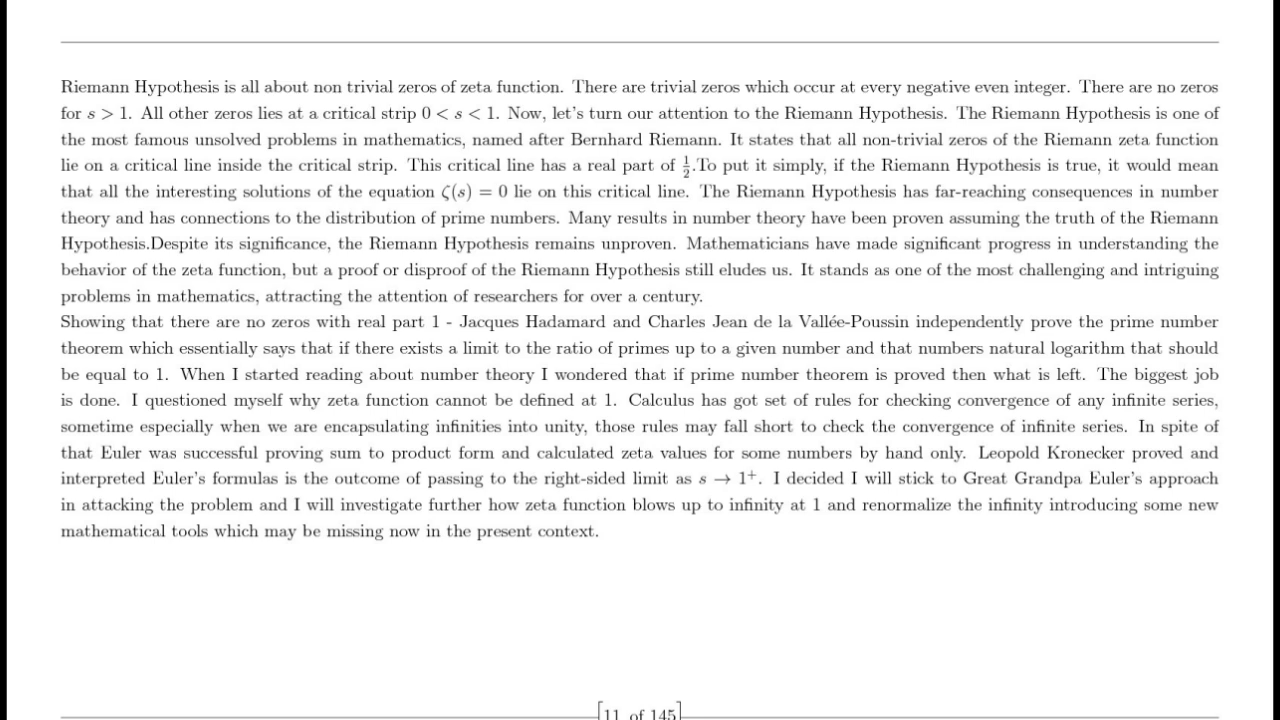 Riemann Hypothesis is all about non trivial zeros of zeta function. There are trivial zeros which occur at every negative even integer. There are no zeros
for s > 1. All other zeros lies at a critical strip 0 < s < 1. Now, let's turn our attention to the Riemann Hypothesis. The Riemann Hypothesis is one of
the most famous unsolved problems in mathematics, named after Bernhard Riemann. It states that all non-trivial zeros of the Riemann zeta function
lie on a critical line inside the critical strip. This critical line has a real part of 1/2.To put it simply, if the Riemann Hypothesis is true, it would mean
that all the interesting solutions of the equation ζ(s) = 0 lie on this critical line. The Riemann Hypothesis has far-reaching consequences in number
theory and has connections to the distribution of prime numbers. Many results in number theory have been proven assuming the truth of the Riemann
Hypothesis.Despite its significance, the Riemann Hypothesis remains unproven. Mathematicians have made significant progress in understanding the
behavior of the zeta function, but a proof or disproof of the Riemann Hypothesis still eludes us. It stands as one of the most challenging and intriguing
problems in mathematics, attracting the attention of researchers for over a century.
Showing that there are no zeros with real part 1 - Jacques Hadamard and Charles Jean de la Vallée-Poussin independently prove the prime number
theorem which essentially says that if there exists a limit to the ratio of primes up to a given number and that numbers natural logarithm that should
be equal to 1. When I started reading about number theory I wondered that if prime number theorem is proved then what is left. The biggest job
is done. I questioned myself why zeta function cannot be defined at 1. Calculus has got set of rules for checking convergence of any infinite series,
sometime especially when we are encapsulating infinities into unity, those rules may fall short to check the convergence of infinite series. In spite of
that Euler was successful proving sum to product form and calculated zeta values for some numbers by hand only. Leopold Kronecker proved and
interpreted Euler's formulas is the outcome of passing to the right-sided limit as s → 1⁺. I decided I will stick to Great Grandpa Euler's approach
in attacking the problem and I will investigate further how zeta function blows up to infinity at 1 and renormalize the infinity introducing some new
mathematical tools which may be missing now in the present context.
[11 of 145]